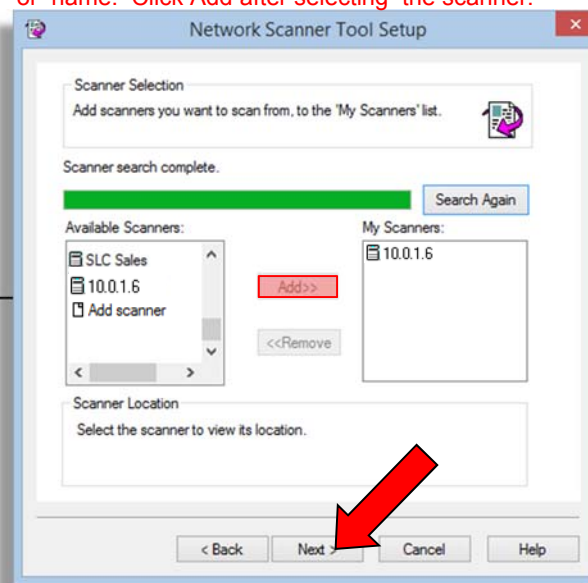 or name. Click Add after selecting the scanner.
Network Scanner Tool Setup
Scanner Selection
Add scanners you want to scan from, to the 'My Scanners' list.
Scanner search complete.
Search Again
Available Scanners:
My Scanners:
SLC Sales
10.0.1.6
Add scanner
Add>>
<<Remove
10.0.1.6
Scanner Location
Select the scanner to view its location.
< Back
Next >
Cancel
Help